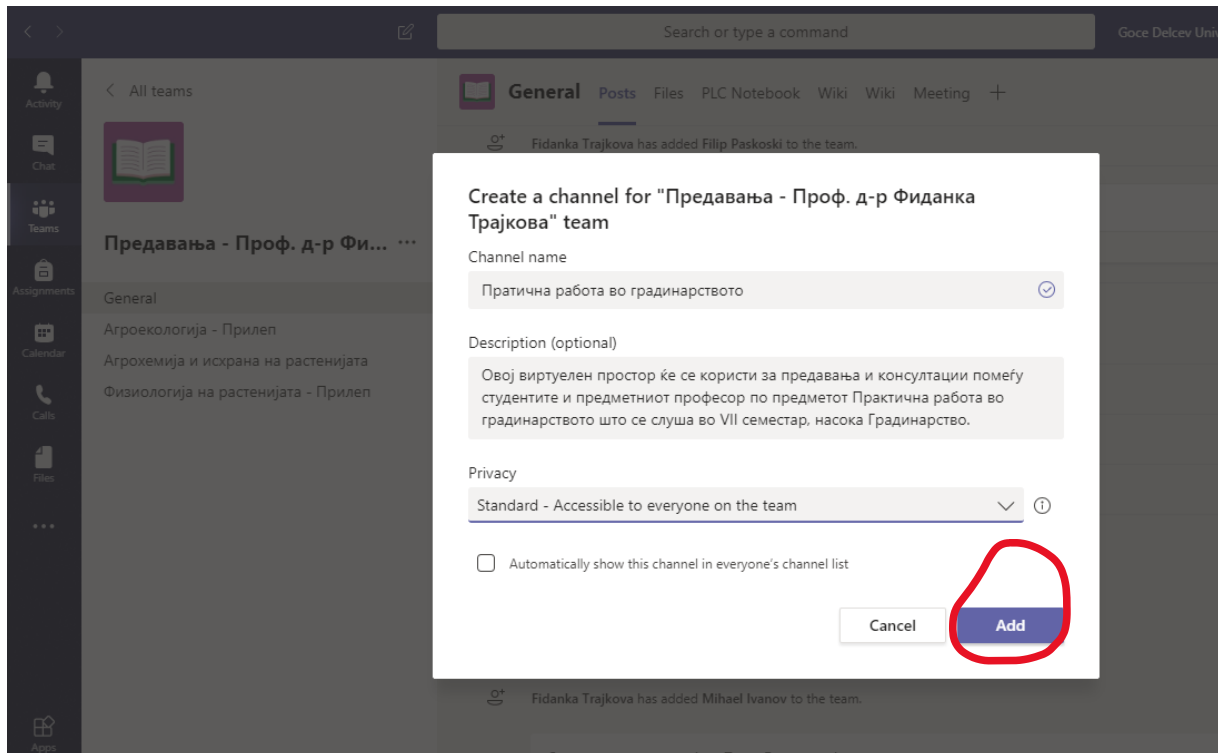 Search or type a command
Goce Delcev Univ
Activity
Chat
Teams
Assignments
Calendar
Calls
Files
Apps
All teams
Предавања - Проф. д-р Фи... ...
General
Агроекологија - Прилеп
Агрохемија и исхрана на растенијата
Физиологија на растенијата - Прилеп
General Posts Files PLC Notebook Wiki Wiki Meeting +
Fidanka Trajkova has added Filip Paskoski to the team.
Create a channel for "Предавања - Проф. д-р Фиданка
Трајкова" team
Channel name
Пратична работа во градинарството
Description (optional)
Овој виртуелен простор ќе се користи за предавања и консултации помеѓу
студентите и предметниот професор по предметот Практична работа во
градинарството што се слуша во VII семестар, насока Градинарство.
Privacy
Standard - Accessible to everyone on the team
Automatically show this channel in everyone's channel list
Cancel
Add
Fidanka Trajkova has added Mihael Ivanov to the team.